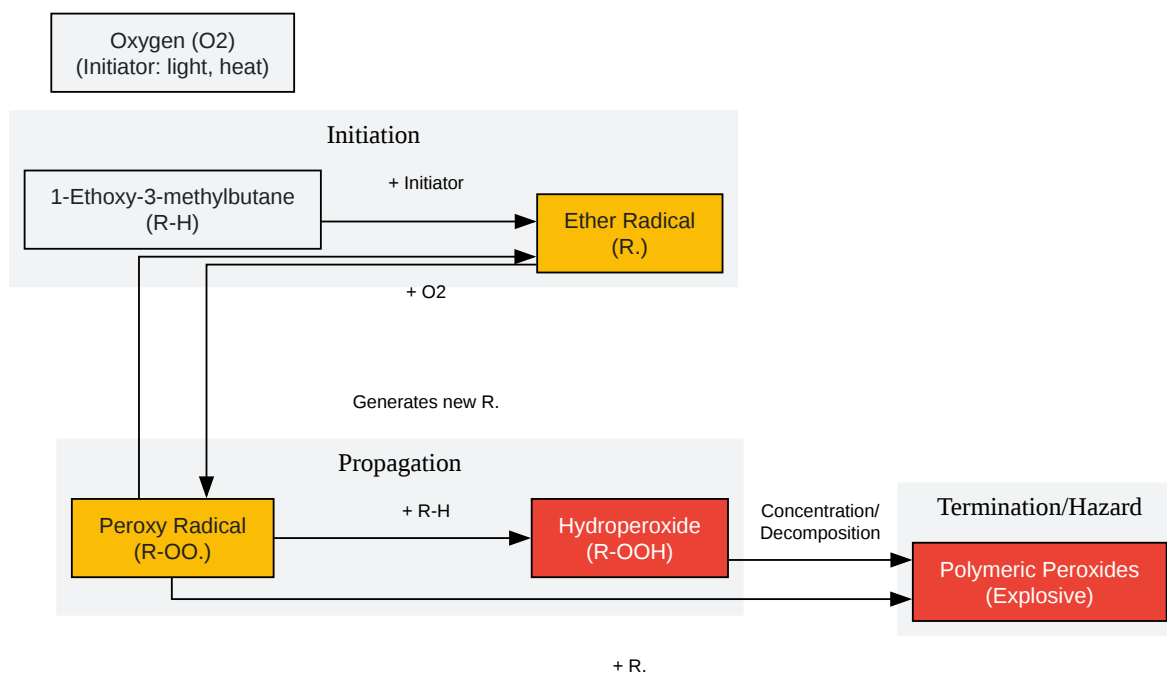 Oxygen (O2)
(Initiator: light, heat)
Initiation
1-Ethoxy-3-methylbutane
(R-H)
+ Initiator
Ether Radical
(R.)
+ O2
Generates new R.
Propagation
Peroxy Radical
(R-OO.)
+ R-H
Hydroperoxide
(R-OOH)
Concentration/
Decomposition
Termination/Hazard
Polymeric Peroxides
(Explosive)
+ R.